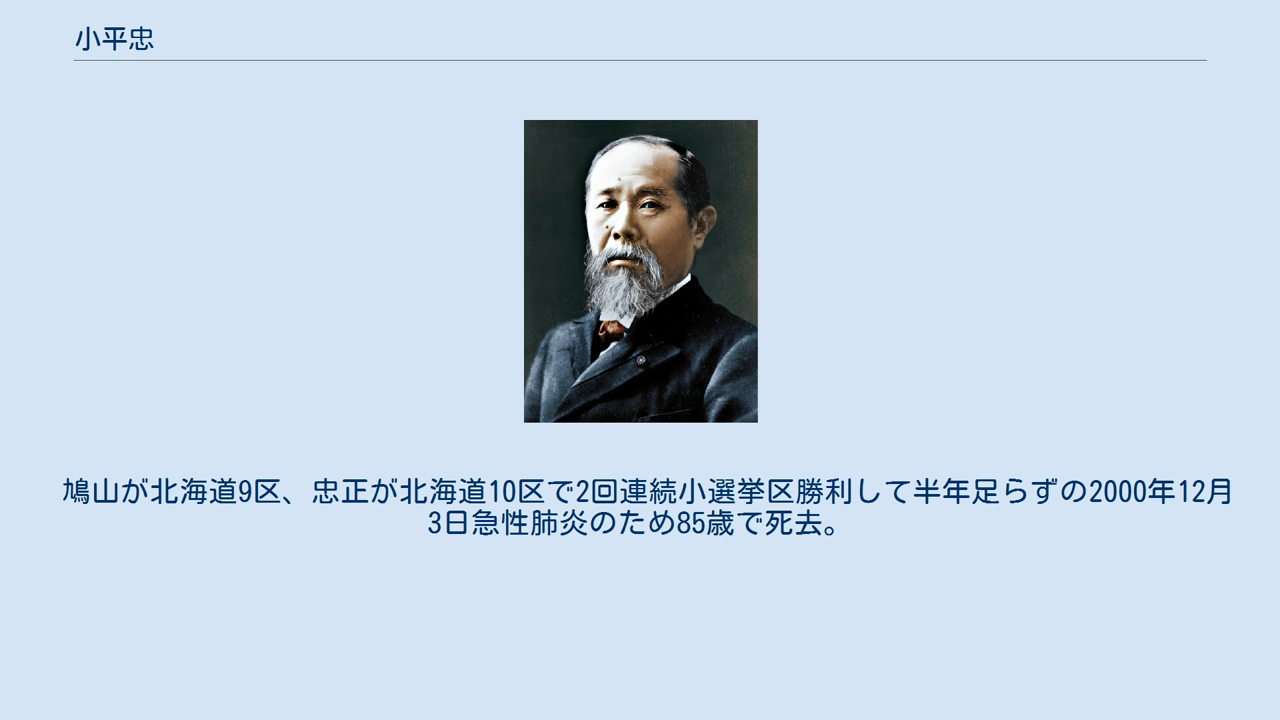 小平忠
鳩山が北海道9区、忠正が北海道10区で2回連続小選挙区勝利して半年足らずの2000年12月
3日急性肺炎のため85歳で死去。